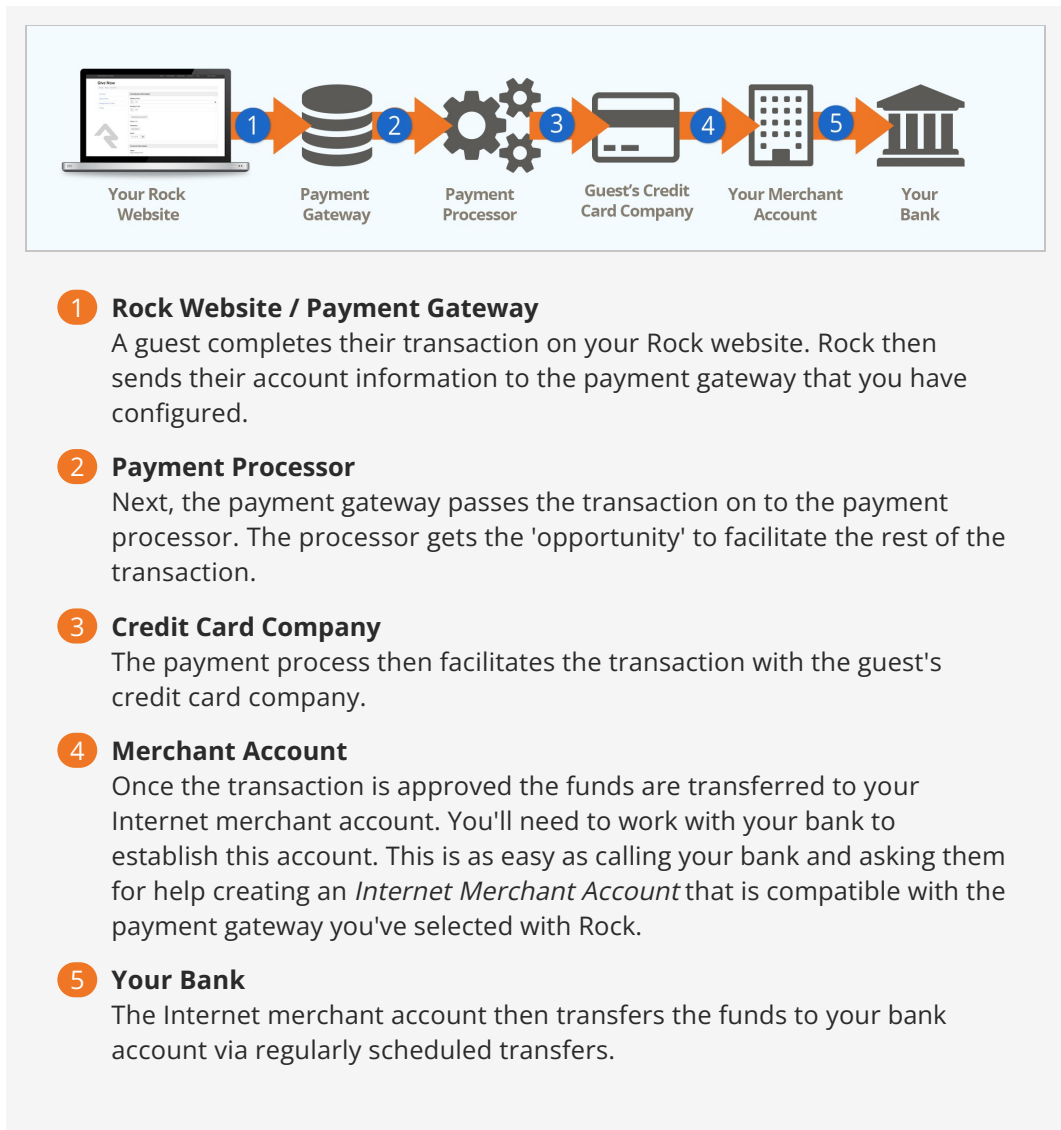 Give Now
1
2
3
4
5
Your Rock
Website
Payment
Gateway
Payment
Processor
Guest's Credit
Card Company
Your Merchant
Account
Your
Bank
1 Rock Website / Payment Gateway
A guest completes their transaction on your Rock website. Rock then
sends their account information to the payment gateway that you have
configured.
2 Payment Processor
Next, the payment gateway passes the transaction on to the payment
processor. The processor gets the 'opportunity' to facilitate the rest of the
transaction.
3 Credit Card Company
The payment process then facilitates the transaction with the guest's
credit card company.
4 Merchant Account
Once the transaction is approved the funds are transferred to your
Internet merchant account. You'll need to work with your bank to
establish this account. This is as easy as calling your bank and asking them
for help creating an Internet Merchant Account that is compatible with the
payment gateway you've selected with Rock.
5 Your Bank
The Internet merchant account then transfers the funds to your bank
account via regularly scheduled transfers.